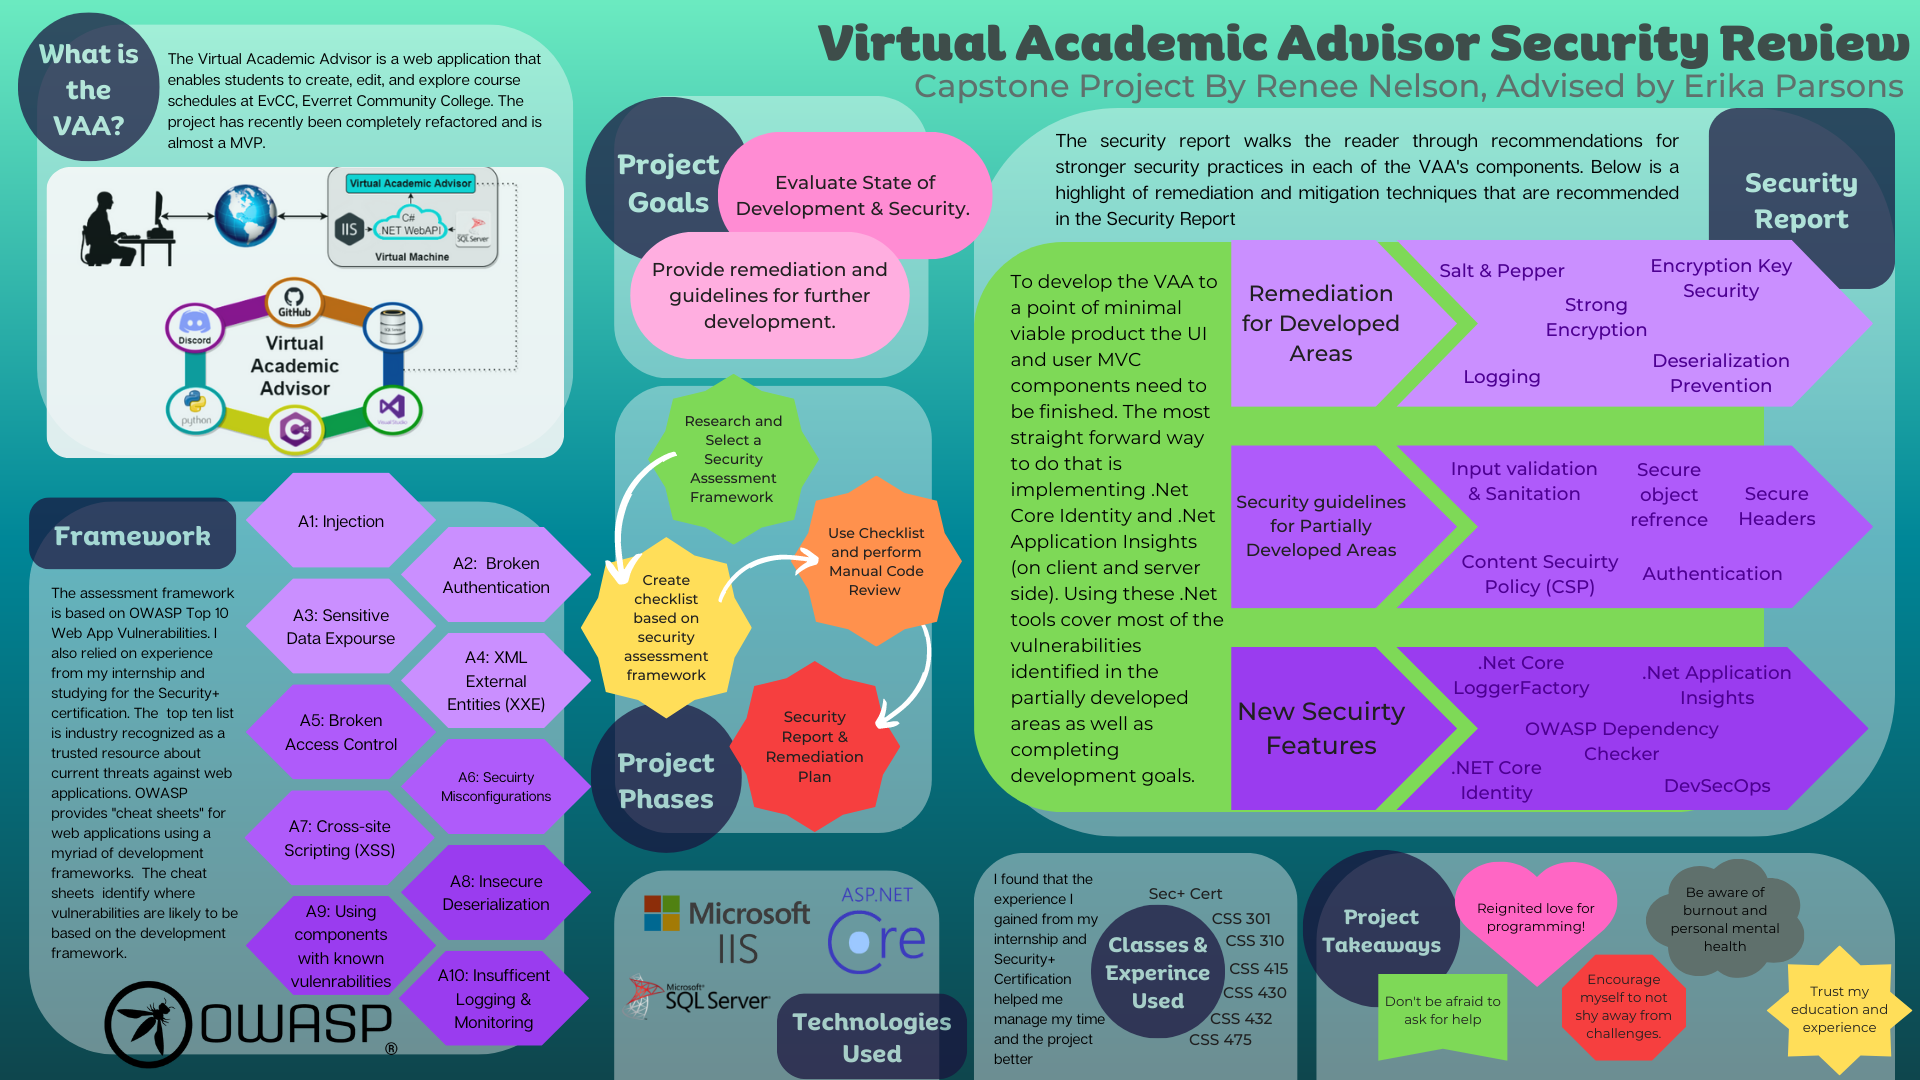 Virtual Academic Advisor Security Review
Capstone Project By Renee Nelson, Advised by Erika Parsons
What is
the
VAA?
The Virtual Academic Advisor is a web application that
enables students to create, edit, and explore course
schedules at EvCC, Everret Community College. The
project has recently been completely refactored and is
almost a MVP.
Virtual Academic Advisor
C#
IIS
.NET WebAPI
SQL Server
Virtual Machine
GitHub
Discord
Virtual
Academic
Advisor
python
Visual Studio
Framework
The assessment framework
is based on OWASP Top 10
Web App Vulnerabilities. I
also relied on experience
from my internship and
studying for the Security+
certification. The  top ten list
is industry recognized as a
trusted resource about
current threats against web
applications. OWASP
provides "cheat sheets" for
web applications using a
myriad of development
frameworks.  The cheat
sheets  identify where
vulnerabilities are likely to be
based on the development
framework.
A1: Injection
A2:  Broken
Authentication
A3: Sensitive
Data Expourse
A4: XML
External
Entities (XXE)
A5: Broken
Access Control
A6: Secuirty
Misconfigurations
A7: Cross-site
Scripting (XSS)
A8: Insecure
Deserialization
A9: Using
components
with known
vulenrabilities
A10: Insufficent
Logging &
Monitoring
OWASP®
Project
Goals
Evaluate State of
Development & Security.
Provide remediation and
guidelines for further
development.
Research and
Select a
Security
Assessment
Framework
Create
checklist
based on
security
assessment
framework
Use Checklist
and perform
Manual Code
Review
Security
Report &
Remediation
Plan
Project
Phases
Microsoft
IIS
ASP.NET
Core
Microsoft®
SQL Server
Technologies
Used
Security
Report
The security report walks the reader through recommendations for
stronger security practices in each of the VAA's components. Below is a
highlight of remediation and mitigation techniques that are recommended
in the Security Report
To develop the VAA to
a point of minimal
viable product the UI
and user MVC
components need to
be finished. The most
straight forward way
to do that is
implementing .Net
Core Identity and .Net
Application Insights
(on client and server
side). Using these .Net
tools cover most of the
vulnerabilities
identified in the
partially developed
areas as well as
completing
development goals.
Remediation
for Developed
Areas
Salt & Pepper
Encryption Key
Security
Strong
Encryption
Logging
Deserialization
Prevention
Security guidelines
for Partially
Developed Areas
Input validation
& Sanitation
Secure
object
refrence
Secure
Headers
Content Secuirty
Policy (CSP)
Authentication
New Secuirty
Features
.Net Core
LoggerFactory
.Net Application
Insights
OWASP Dependency
Checker
.NET Core
Identity
DevSecOps
I found that the
experience I
gained from my
internship and
Security+
Certification
helped me
manage my time
and the project
better
Classes &
Experince
Used
Sec+ Cert
CSS 301
CSS 310
CSS 415
CSS 430
CSS 432
CSS 475
Project
Takeaways
Reignited love for
programming!
Be aware of
burnout and
personal mental
health
Don't be afraid to
ask for help
Encourage
myself to not
shy away from
challenges.
Trust my
education and
experience